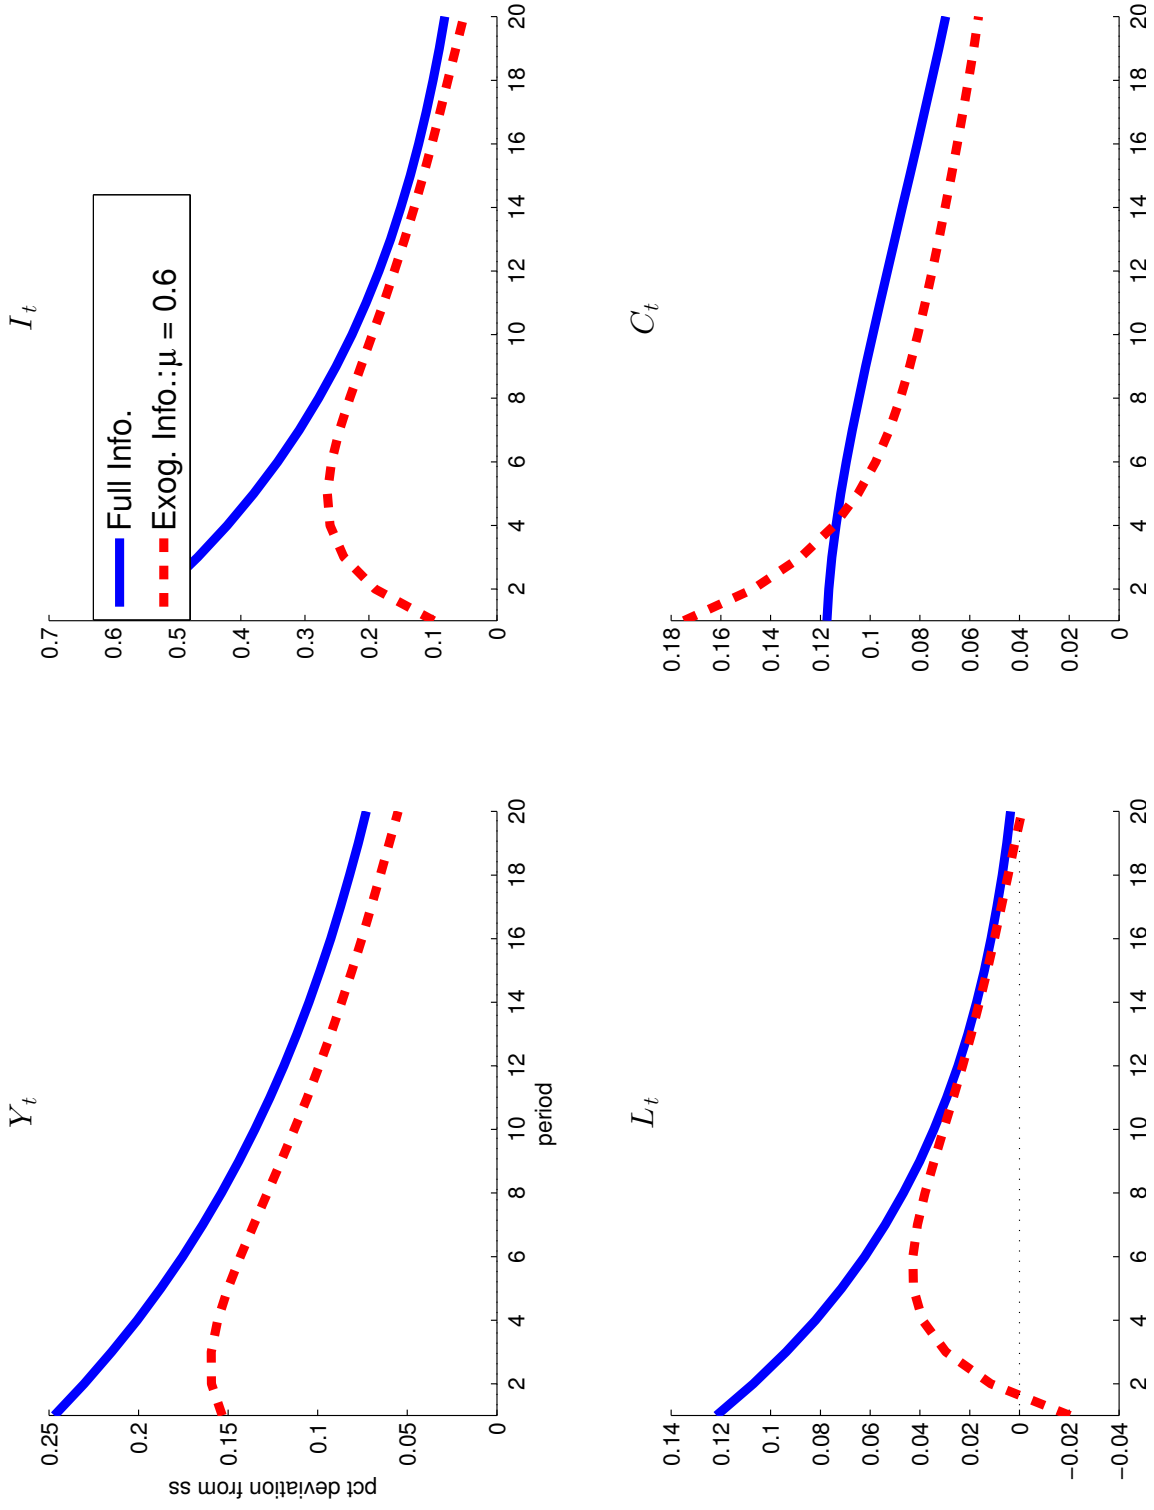 Y_t
0.25
0.2
0.15
0.1
0.05
0
pct deviation from ss
2 4 6 8 10 12 14 16 18 20
period
I_t
0.7
0.6
0.5
0.4
0.3
0.2
0.1
0
Full Info.
Exog. Info.:μ = 0.6
2 4 6 8 10 12 14 16 18 20
L_t
0.14
0.12
0.1
0.08
0.06
0.04
0.02
0
−0.02
−0.04
2 4 6 8 10 12 14 16 18 20
C_t
0.18
0.16
0.14
0.12
0.1
0.08
0.06
0.04
0.02
0
2 4 6 8 10 12 14 16 18 20